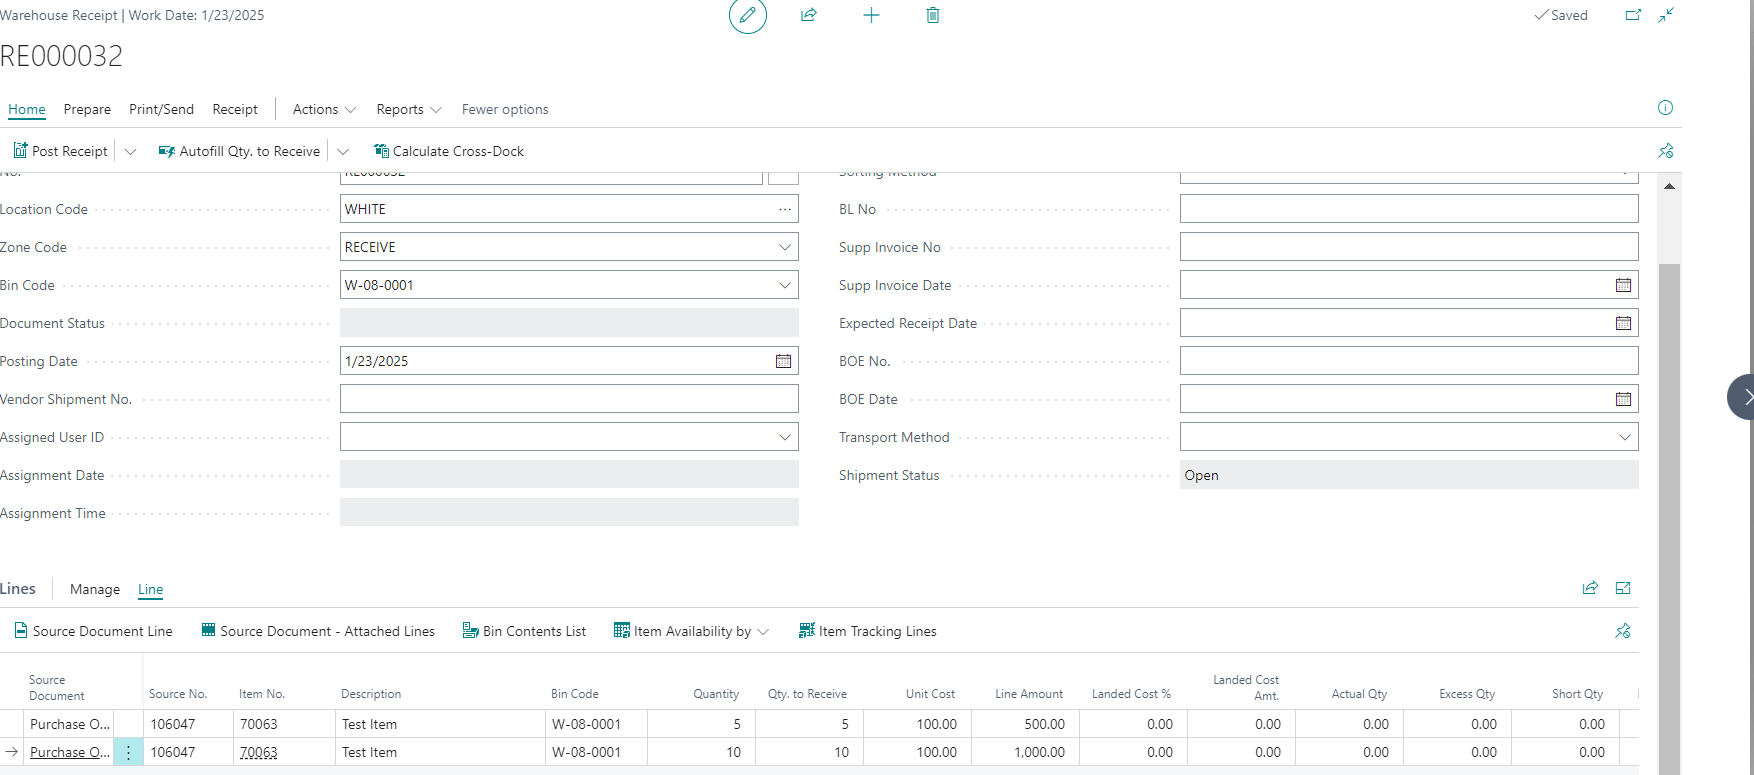 Warehouse Receipt | Work Date: 1/23/2025
Saved
RE000032
Home Prepare Print/Send Receipt Actions Reports Fewer options
Post Receipt Autofill Qty. to Receive Calculate Cross-Dock
No. RE000032 Sorting Method
Location Code WHITE BL No
Zone Code RECEIVE Supp Invoice No
Bin Code W-08-0001 Supp Invoice Date
Document Status Expected Receipt Date
Posting Date 1/23/2025 BOE No.
Vendor Shipment No. BOE Date
Assigned User ID Transport Method
Assignment Date Shipment Status Open
Assignment Time
Lines Manage Line
Source Document Line Source Document - Attached Lines Bin Contents List Item Availability by Item Tracking Lines
Source Document Source No. Item No. Description Bin Code Quantity Qty. to Receive Unit Cost Line Amount Landed Cost % Landed Cost Amt. Actual Qty Excess Qty Short Qty
Purchase O... 106047 70063 Test Item W-08-0001 5 5 100.00 500.00 0.00 0.00 0.00 0.00 0.00
Purchase O... 106047 70063 Test Item W-08-0001 10 10 100.00 1,000.00 0.00 0.00 0.00 0.00 0.00